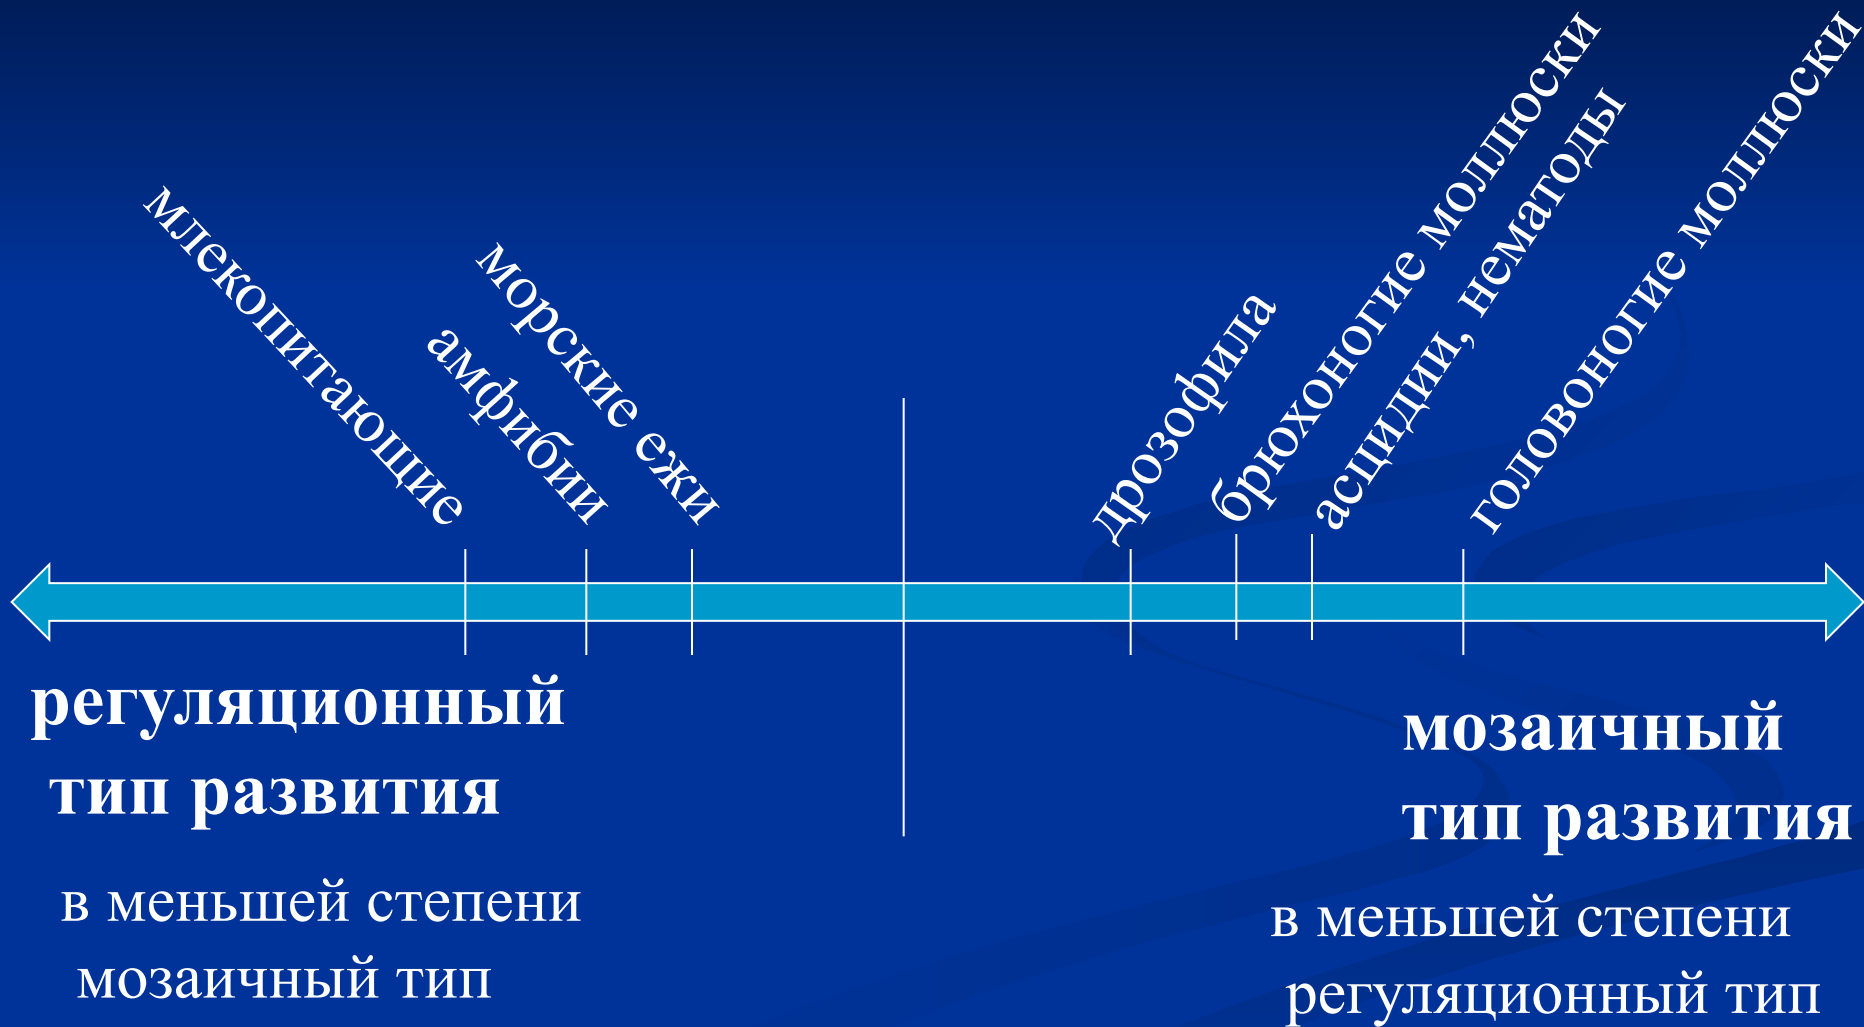 млекопитающие
амфибии
морские ежи
дрозофила
брюхоногие моллюски
асцидии, нематоды
головоногие моллюски
регуляционный
тип развития
в меньшей степени
мозаичный тип
мозаичный
тип развития
в меньшей степени
регуляционный тип